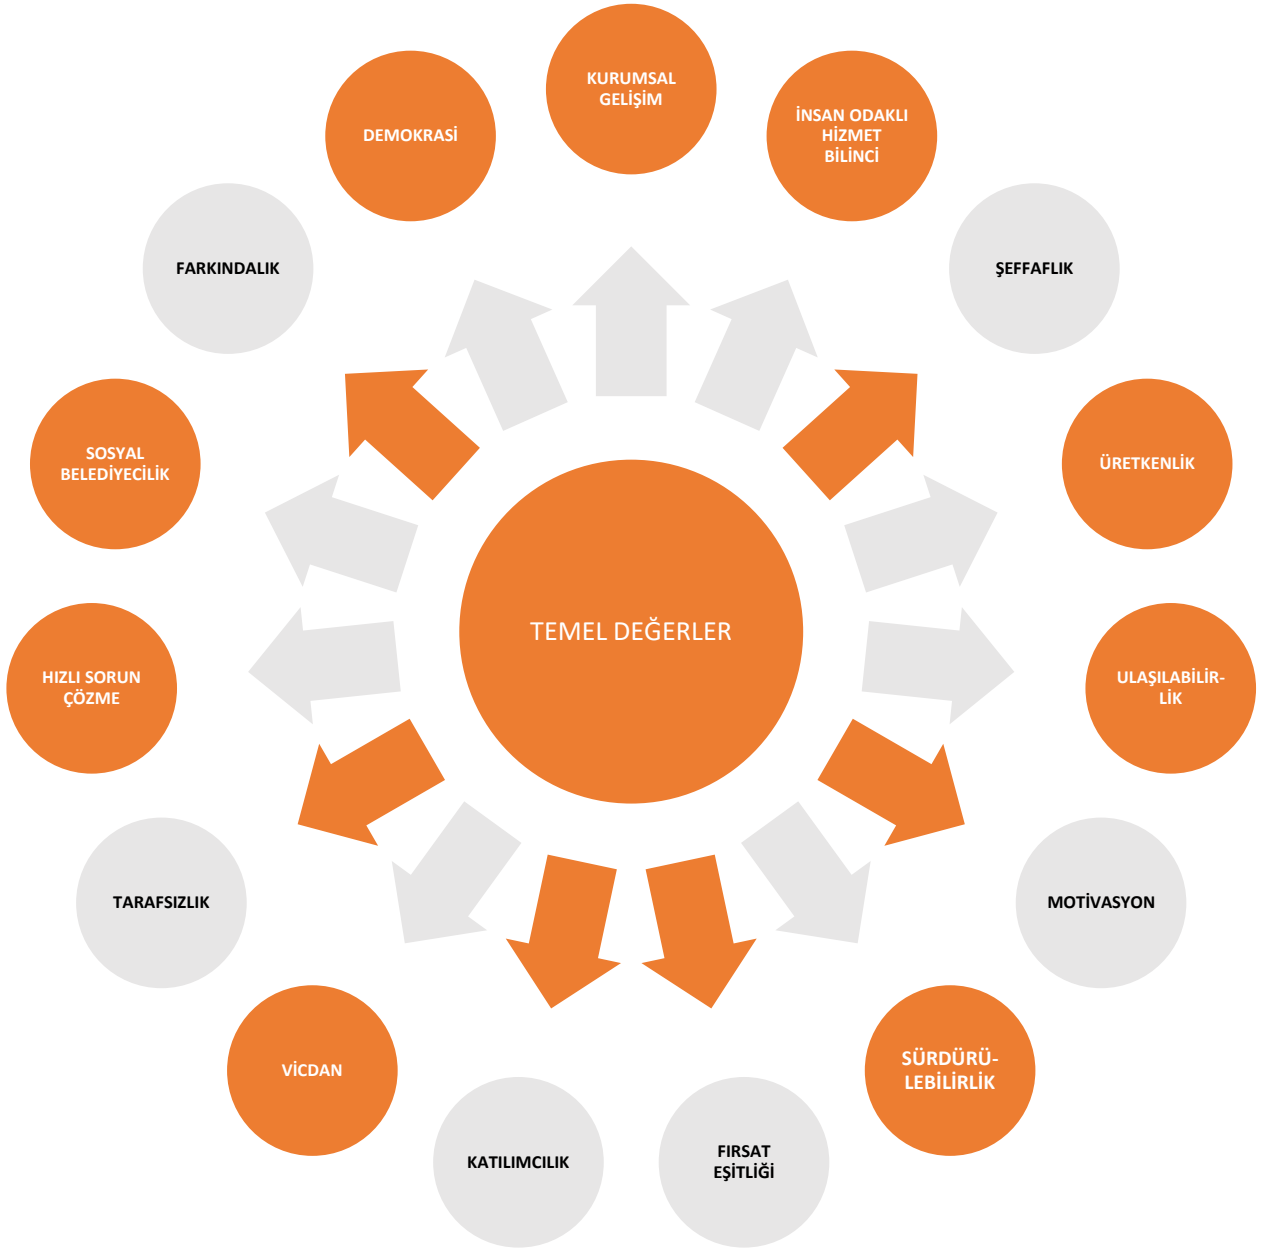 KURUMSAL
GELİŞİM
İNSAN ODAKLI
HİZMET
BİLİNCİ
ŞEFFAFLIK
ÜRETKENLİK
ULAŞILABİLİR-
LİK
MOTİVASYON
SÜRDÜRÜ-
LEBİLİRLİK
FIRSAT
EŞİTLİĞİ
KATILIMCILIK
VİCDAN
TARAFSIZLIK
HIZLI SORUN
ÇÖZME
SOSYAL
BELEDİYECİLİK
FARKINDALIK
DEMOKRASİ
TEMEL DEĞERLER